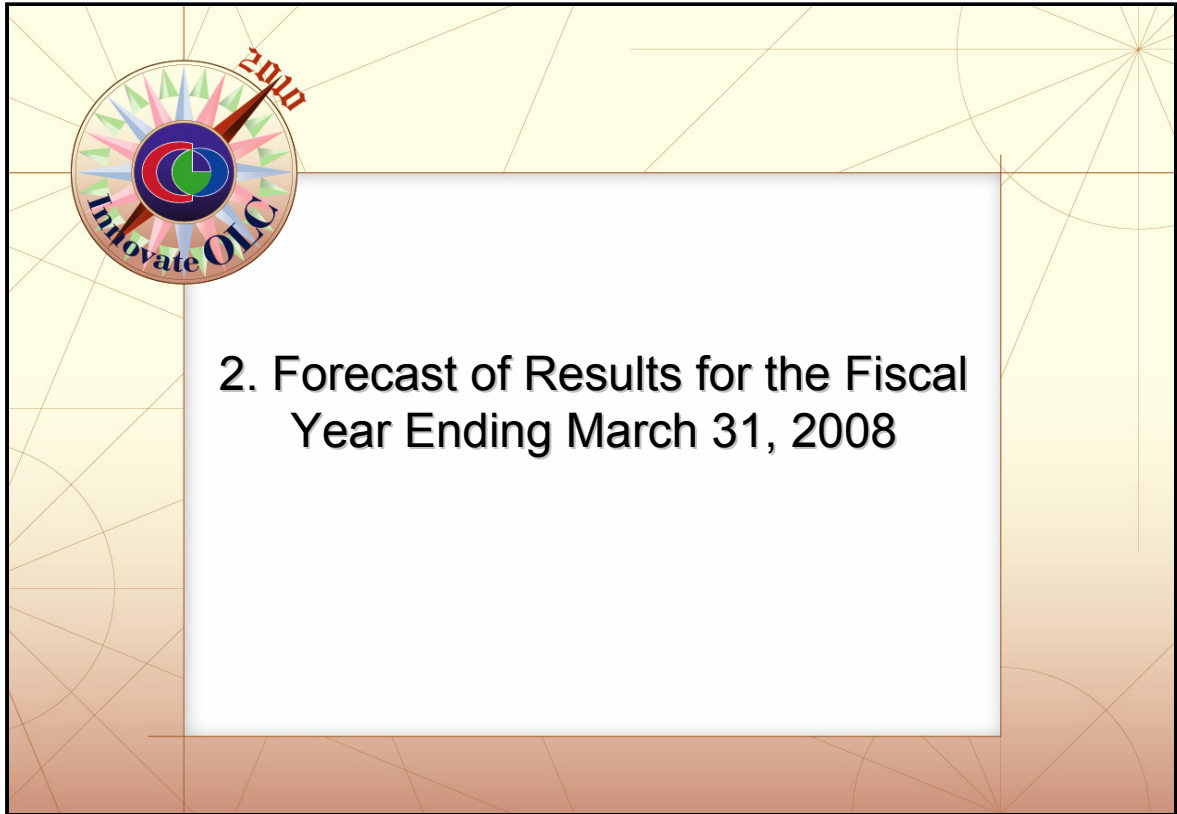 2010
Innovate OLC
2. Forecast of Results for the Fiscal
Year Ending March 31, 2008